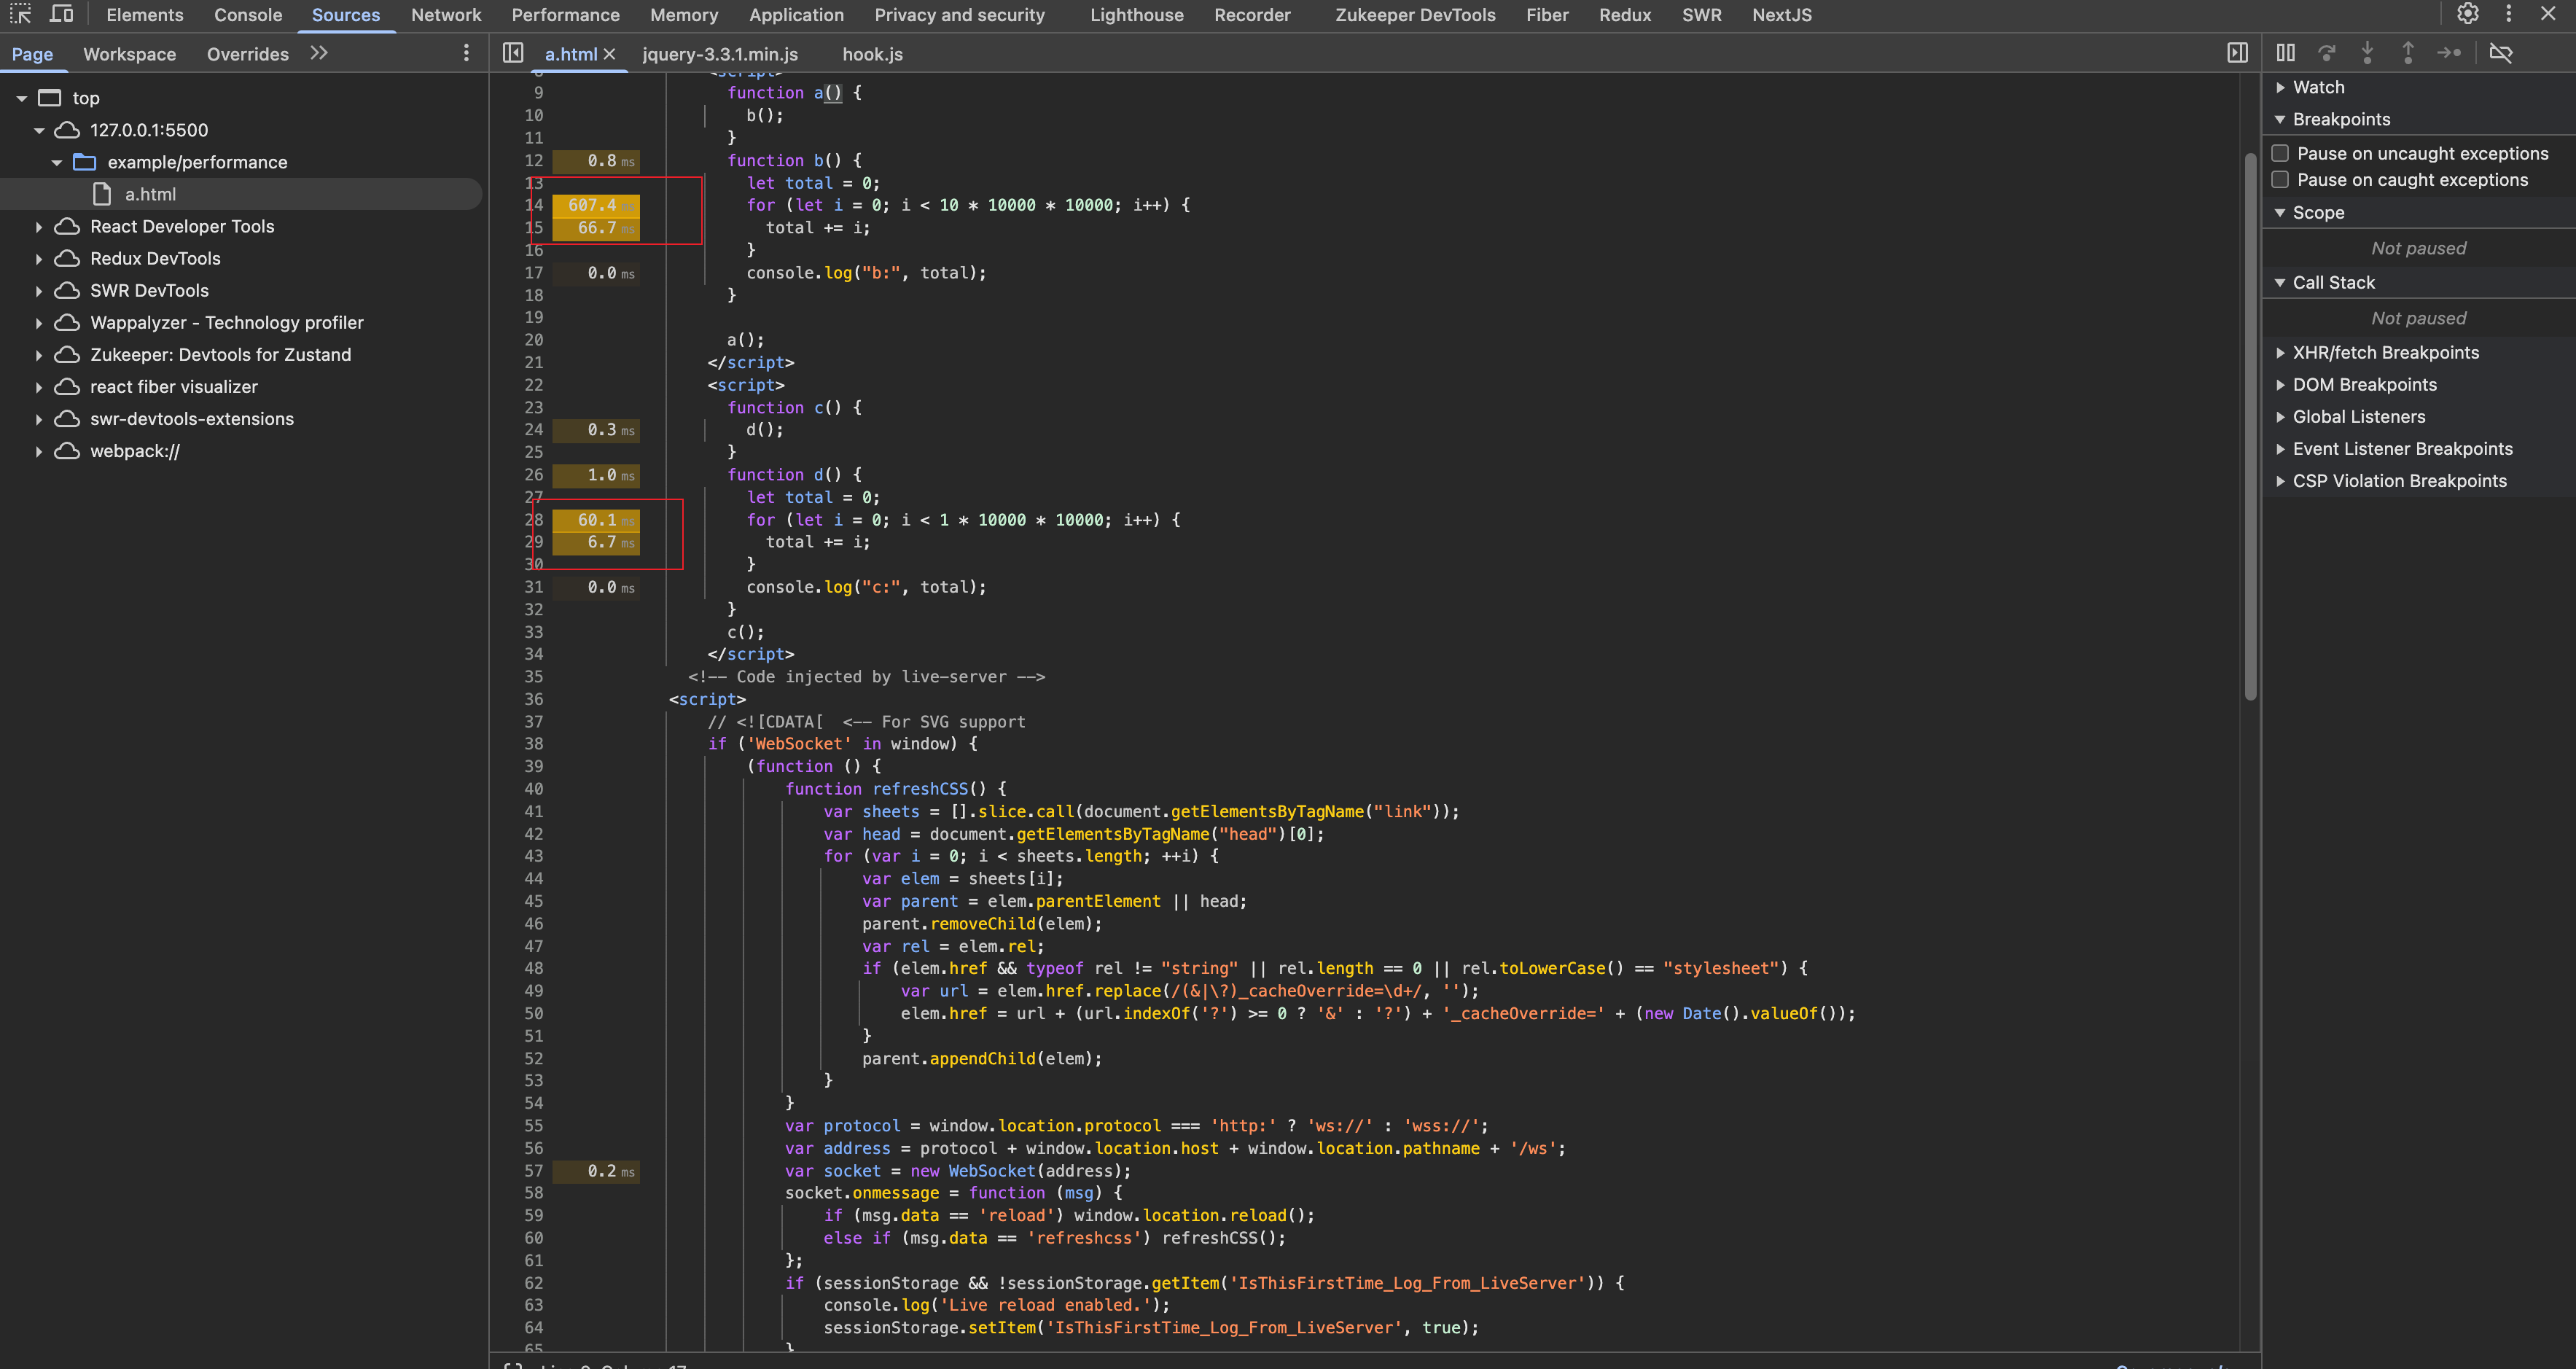 Elements Console Sources Network Performance Memory Application Privacy and security Lighthouse Recorder Zukeeper DevTools Fiber Redux SWR NextJS
Page Workspace Overrides
a.html jquery-3.3.1.min.js hook.js
top
127.0.0.1:5500
example/performance
a.html
React Developer Tools
Redux DevTools
SWR DevTools
Wappalyzer - Technology profiler
Zukeeper: Devtools for Zustand
react fiber visualizer
swr-devtools-extensions
webpack://
8 <script>
9 function a() {
10 b();
11 }
12 0.8 ms function b() {
13 let total = 0;
14 607.4 ms for (let i = 0; i < 10 * 10000 * 10000; i++) {
15 66.7 ms total += i;
16 }
17 0.0 ms console.log("b:", total);
18 }
19
20 a();
21 </script>
22 <script>
23 function c() {
24 0.3 ms d();
25 }
26 1.0 ms function d() {
27 let total = 0;
28 60.1 ms for (let i = 0; i < 1 * 10000 * 10000; i++) {
29 6.7 ms total += i;
30 }
31 0.0 ms console.log("c:", total);
32 }
33 c();
34 </script>
35 <!-- Code injected by live-server -->
36 <script>
37 // <![CDATA[  <-- For SVG support
38 if ('WebSocket' in window) {
39 (function () {
40 function refreshCSS() {
41 var sheets = [].slice.call(document.getElementsByTagName("link"));
42 var head = document.getElementsByTagName("head")[0];
43 for (var i = 0; i < sheets.length; ++i) {
44 var elem = sheets[i];
45 var parent = elem.parentElement || head;
46 parent.removeChild(elem);
47 var rel = elem.rel;
48 if (elem.href && typeof rel != "string" || rel.length == 0 || rel.toLowerCase() == "stylesheet") {
49 var url = elem.href.replace(/(&|\?)_cacheOverride=\d+/, '');
50 elem.href = url + (url.indexOf('?') >= 0 ? '&' : '?') + '_cacheOverride=' + (new Date().valueOf());
51 }
52 parent.appendChild(elem);
53 }
54 }
55 var protocol = window.location.protocol === 'http:' ? 'ws://' : 'wss://';
56 var address = protocol + window.location.host + window.location.pathname + '/ws';
57 0.2 ms var socket = new WebSocket(address);
58 socket.onmessage = function (msg) {
59 if (msg.data == 'reload') window.location.reload();
60 else if (msg.data == 'refreshcss') refreshCSS();
61 };
62 if (sessionStorage && !sessionStorage.getItem('IsThisFirstTime_Log_From_LiveServer')) {
63 console.log('Live reload enabled.');
64 sessionStorage.setItem('IsThisFirstTime_Log_From_LiveServer', true);
65 }
Watch
Breakpoints
Pause on uncaught exceptions
Pause on caught exceptions
Scope
Not paused
Call Stack
Not paused
XHR/fetch Breakpoints
DOM Breakpoints
Global Listeners
Event Listener Breakpoints
CSP Violation Breakpoints